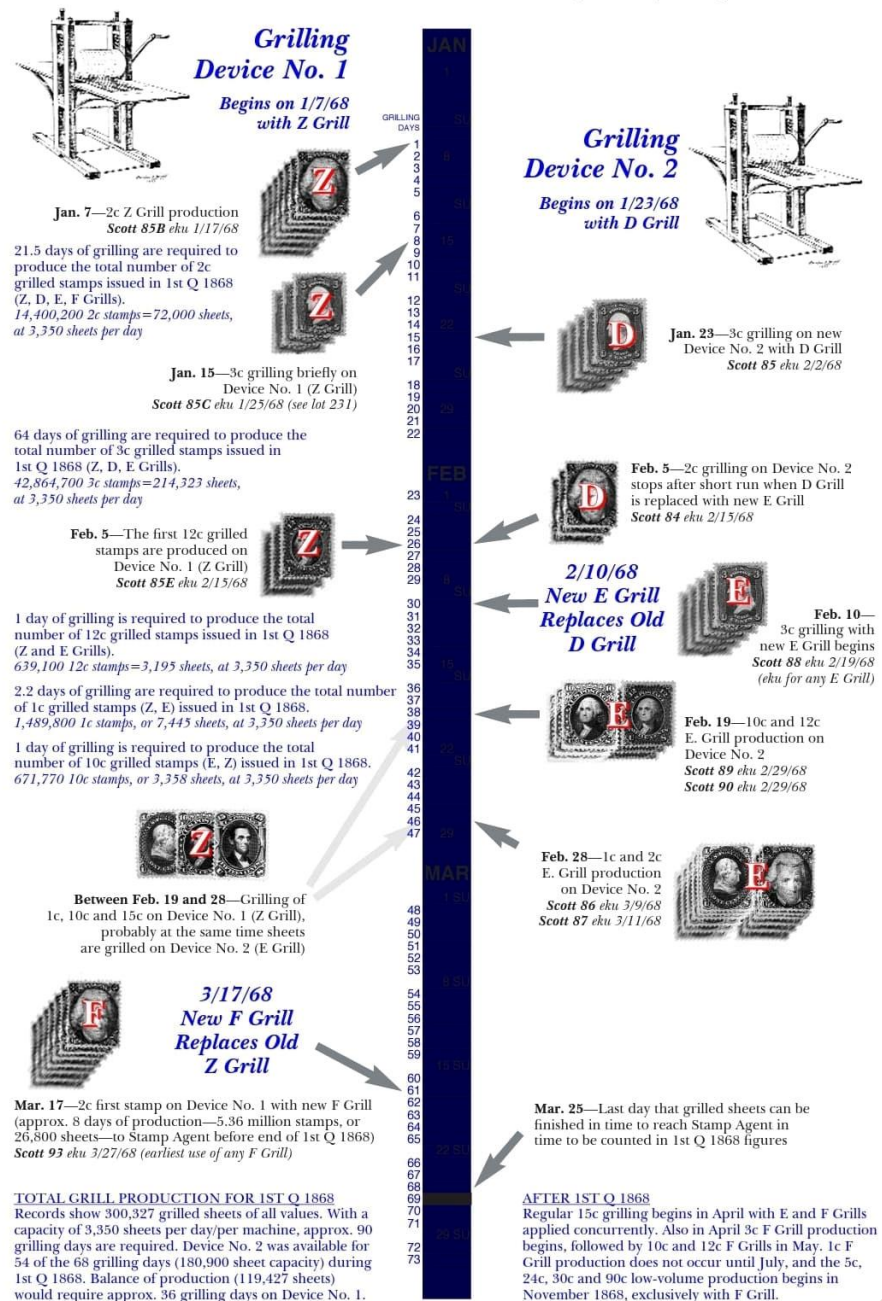 Grilling
Device No. 1
Begins on 1/7/68
with Z Grill
Jan. 7—2c Z Grill production
Scott 85B eku 1/17/68
21.5 days of grilling are required to
produce the total number of 2c
grilled stamps issued in 1st Q 1868
(Z, D, E, F Grills).
14,400,200 2c stamps=72,000 sheets,
at 3,350 sheets per day
Z
Z
Jan. 15—3c grilling briefly on
Device No. 1 (Z Grill)
Scott 85C eku 1/25/68 (see lot 231)
64 days of grilling are required to produce the
total number of 3c grilled stamps issued in
1st Q 1868 (Z, D, E Grills).
42,864,700 3c stamps=214,323 sheets,
at 3,350 sheets per day
Feb. 5—The first 12c grilled
stamps are produced on
Device No. 1 (Z Grill)
Scott 85E eku 2/15/68
Z
1 day of grilling is required to produce the total
number of 12c grilled stamps issued in 1st Q 1868
(Z and E Grills).
639,100 12c stamps=3,195 sheets, at 3,350 sheets per day
2.2 days of grilling are required to produce the total number
of 1c grilled stamps (Z, E) issued in 1st Q 1868.
1,489,800 1c stamps, or 7,445 sheets, at 3,350 sheets per day
1 day of grilling is required to produce the total
number of 10c grilled stamps (E, Z) issued in 1st Q 1868.
671,770 10c stamps, or 3,358 sheets, at 3,350 sheets per day
Z
Between Feb. 19 and 28—Grilling of
1c, 10c and 15c on Device No. 1 (Z Grill),
probably at the same time sheets
are grilled on Device No. 2 (E Grill)
F
3/17/68
New F Grill
Replaces Old
Z Grill
Mar. 17—2c first stamp on Device No. 1 with new F Grill
(approx. 8 days of production—5.36 million stamps, or
26,800 sheets—to Stamp Agent before end of 1st Q 1868)
Scott 93 eku 3/27/68 (earliest use of any F Grill)
TOTAL GRILL PRODUCTION FOR 1ST Q 1868
Records show 300,327 grilled sheets of all values. With a
capacity of 3,350 sheets per day/per machine, approx. 90
grilling days are required. Device No. 2 was available for
54 of the 68 grilling days (180,900 sheet capacity) during
1st Q 1868. Balance of production (119,427 sheets)
would require approx. 36 grilling days on Device No. 1.
GRILLING
DAYS
1
2
3
4
5
6
7
8
9
10
11
12
13
14
15
16
17
18
19
20
21
22
23
24
25
26
27
28
29
30
31
32
33
34
35
36
37
38
39
40
41
42
43
44
45
46
47
48
49
50
51
52
53
54
55
56
57
58
59
60
61
62
63
64
65
66
67
68
69
70
71
72
73
JAN
1
SU
8
SU
15
SU
22
SU
29
FEB
1
SU
8
SU
15
SU
22
SU
29
MAR
1 SU
8 SU
15 SU
22 SU
29 SU
Grilling
Device No. 2
Begins on 1/23/68
with D Grill
D
Jan. 23—3c grilling on new
Device No. 2 with D Grill
Scott 85 eku 2/2/68
D
Feb. 5—2c grilling on Device No. 2
stops after short run when D Grill
is replaced with new E Grill
Scott 84 eku 2/15/68
2/10/68
New E Grill
Replaces Old
D Grill
E
Feb. 10—
3c grilling with
new E Grill begins
Scott 88 eku 2/19/68
(eku for any E Grill)
E
Feb. 19—10c and 12c
E. Grill production on
Device No. 2
Scott 89 eku 2/29/68
Scott 90 eku 2/29/68
Feb. 28—1c and 2c
E. Grill production
on Device No. 2
Scott 86 eku 3/9/68
Scott 87 eku 3/11/68
E
Mar. 25—Last day that grilled sheets can be
finished in time to reach Stamp Agent in
time to be counted in 1st Q 1868 figures
AFTER 1ST Q 1868
Regular 15c grilling begins in April with E and F Grills
applied concurrently. Also in April 3c F Grill production
begins, followed by 10c and 12c F Grills in May. 1c F
Grill production does not occur until July, and the 5c,
24c, 30c and 90c low-volume production begins in
November 1868, exclusively with F Grill.